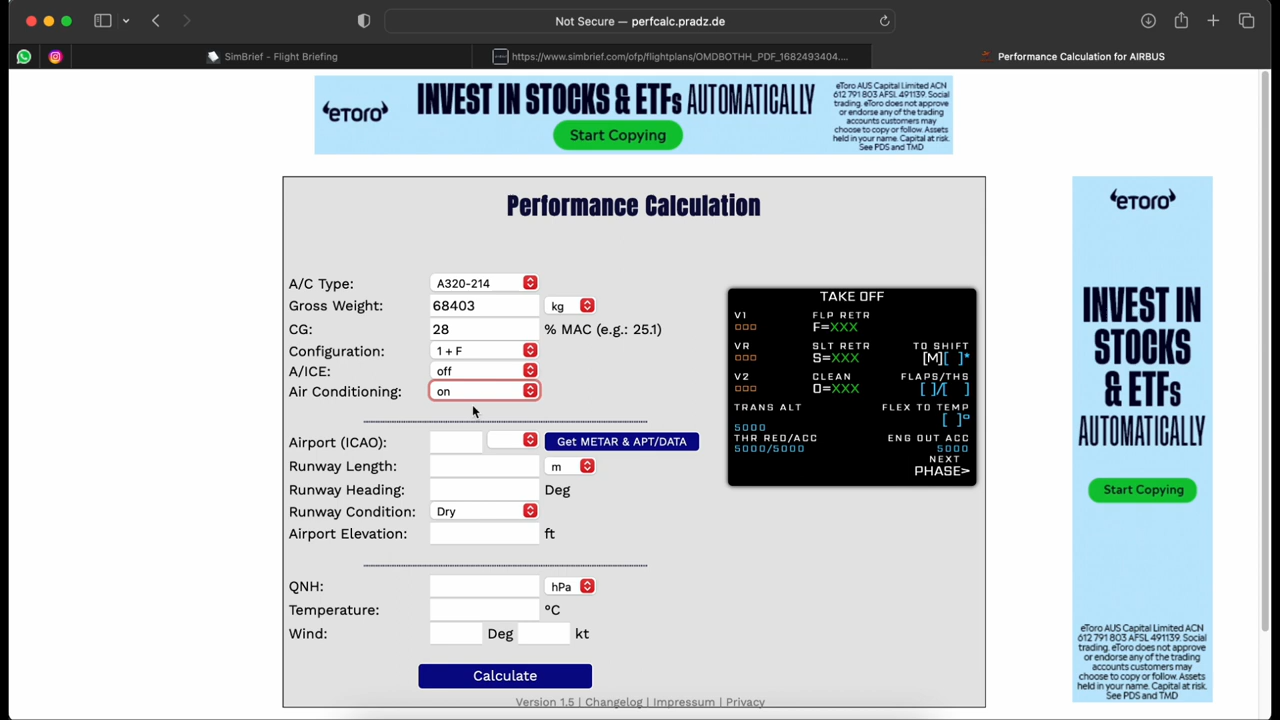 Not Secure — perfcalc.pradz.de
SimBrief - Flight Briefing
https://www.simbrief.com/ofp/flightplans/OMDBOTHH_PDF_1682493404....
Performance Calculation for AIRBUS
eToro
INVEST IN STOCKS & ETFs AUTOMATICALLY
Start Copying
eToro AUS Capital Limited ACN
612 791 803 AFSL 491139. Social
trading. eToro does not approve
or endorse any of the trading
accounts customers may
choose to copy or follow. Assets
held in your name. Capital at risk.
See PDS and TMD
Performance Calculation
A/C Type: A320-214
Gross Weight: 68403 kg
CG: 28 % MAC (e.g.: 25.1)
Configuration: 1 + F
A/ICE: off
Air Conditioning: on
Airport (ICAO): Get METAR & APT/DATA
Runway Length: m
Runway Heading: Deg
Runway Condition: Dry
Airport Elevation: ft
QNH: hPa
Temperature: °C
Wind: Deg kt
Calculate
Version 1.5 | Changelog | Impressum | Privacy
TAKE OFF
V1 FLP RETR
▯▯▯ F=XXX
VR SLT RETR TO SHIFT
▯▯▯ S=XXX [M][ ]*
V2 CLEAN FLAPS/THS
▯▯▯ O=XXX [ ]/[ ]
TRANS ALT FLEX TO TEMP
5000 [ ]°
THR RED/ACC ENG OUT ACC
5000/5000 5000
NEXT
PHASE>
eToro
INVEST IN
STOCKS
& ETFs
AUTOMATICALLY
Start Copying
eToro AUS Capital Limited ACN
612 791 803 AFSL 491139. Social
trading. eToro does not approve
or endorse any of the trading
accounts customers may
choose to copy or follow. Assets
held in your name. Capital at risk.
See PDS and TMD